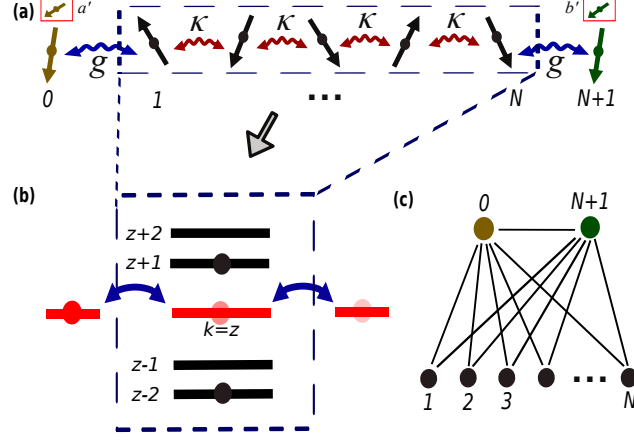 (a) a′ κ κ κ κ b′
g g
0 1 ... N N+1
(b) (c)
0 N+1
z+2
z+1
k=z
z-1
z-2
1 2 3 ... N